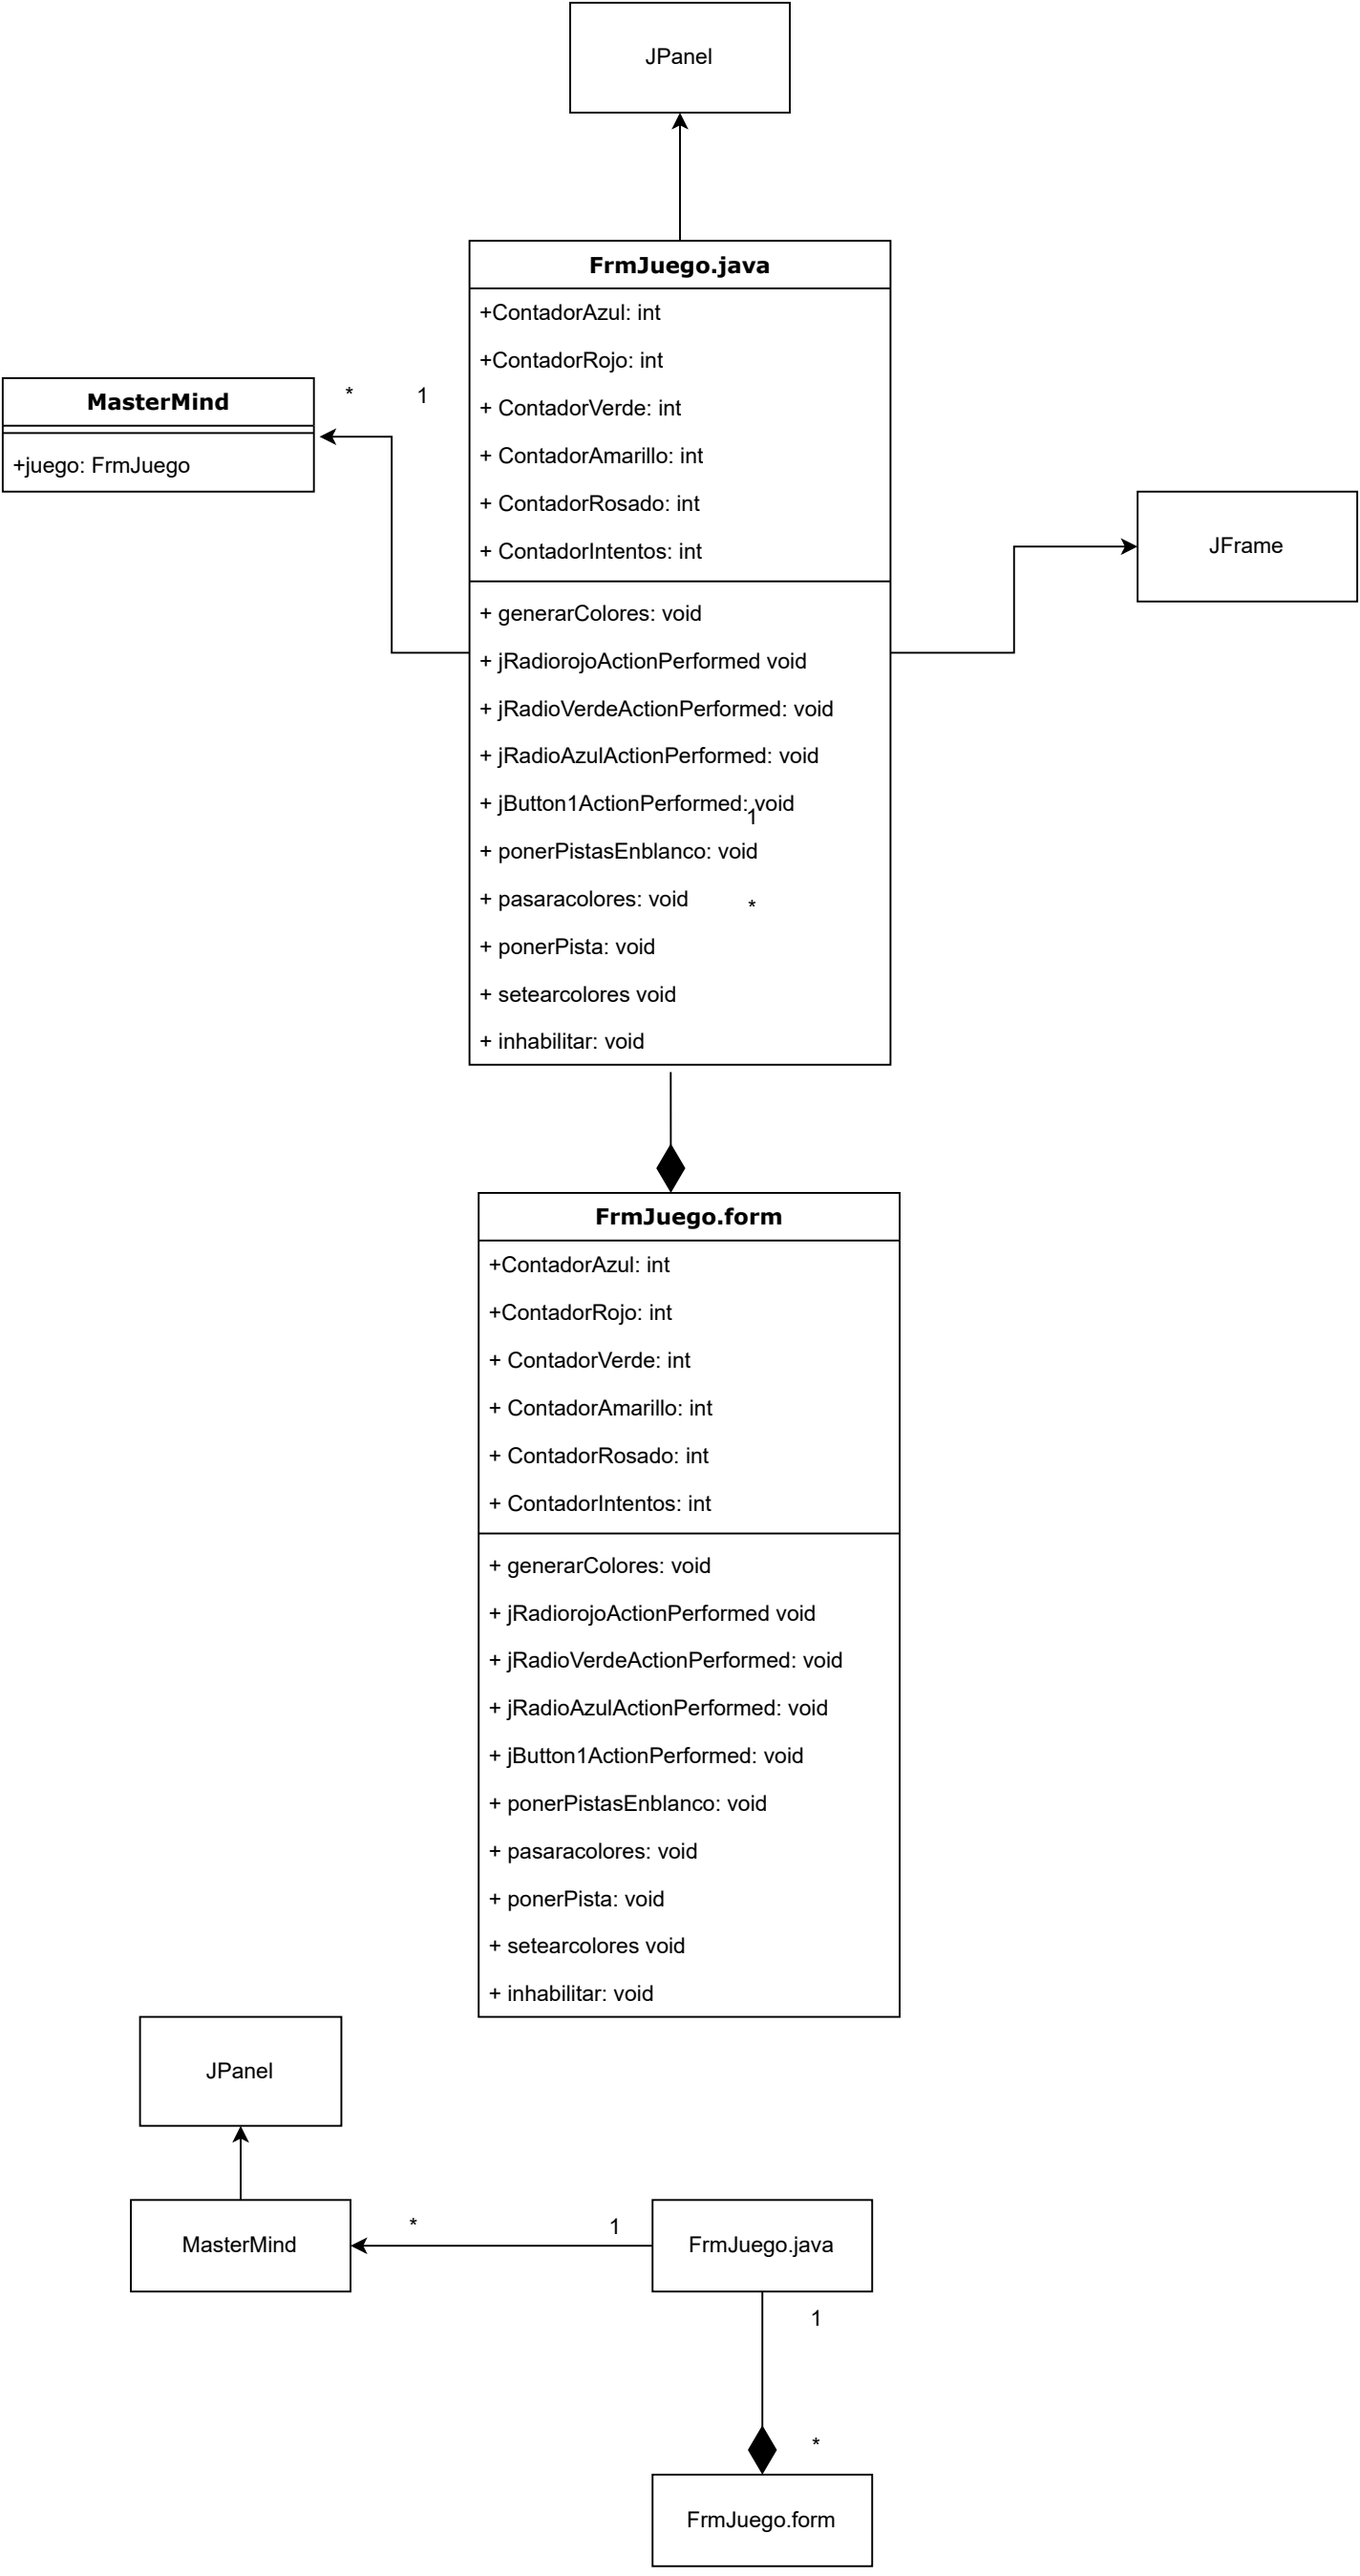 JPanel
FrmJuego.java
+ContadorAzul: int
+ContadorRojo: int
+ ContadorVerde: int
+ ContadorAmarillo: int
+ ContadorRosado: int
+ ContadorIntentos: int
+ generarColores: void
+ jRadiorojoActionPerformed void
+ jRadioVerdeActionPerformed: void
+ jRadioAzulActionPerformed: void
+ jButton1ActionPerformed: void
1
+ ponerPistasEnblanco: void
+ pasaracolores: void
*
+ ponerPista: void
+ setearcolores void
+ inhabilitar: void
MasterMind
+juego: FrmJuego
* 1
JFrame
FrmJuego.form
+ContadorAzul: int
+ContadorRojo: int
+ ContadorVerde: int
+ ContadorAmarillo: int
+ ContadorRosado: int
+ ContadorIntentos: int
+ generarColores: void
+ jRadiorojoActionPerformed void
+ jRadioVerdeActionPerformed: void
+ jRadioAzulActionPerformed: void
+ jButton1ActionPerformed: void
+ ponerPistasEnblanco: void
+ pasaracolores: void
+ ponerPista: void
+ setearcolores void
+ inhabilitar: void
JPanel
MasterMind
* 1
FrmJuego.java
1
*
FrmJuego.form